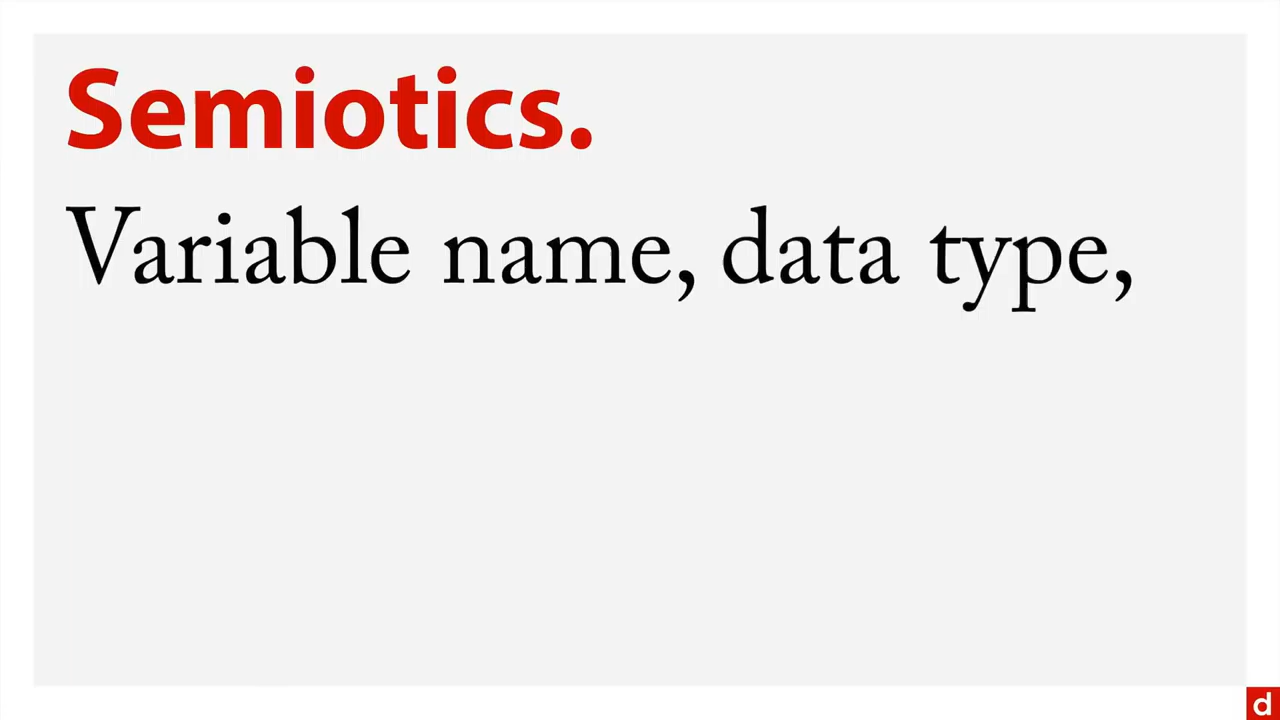 Semiotics.
Variable name, data type,
d